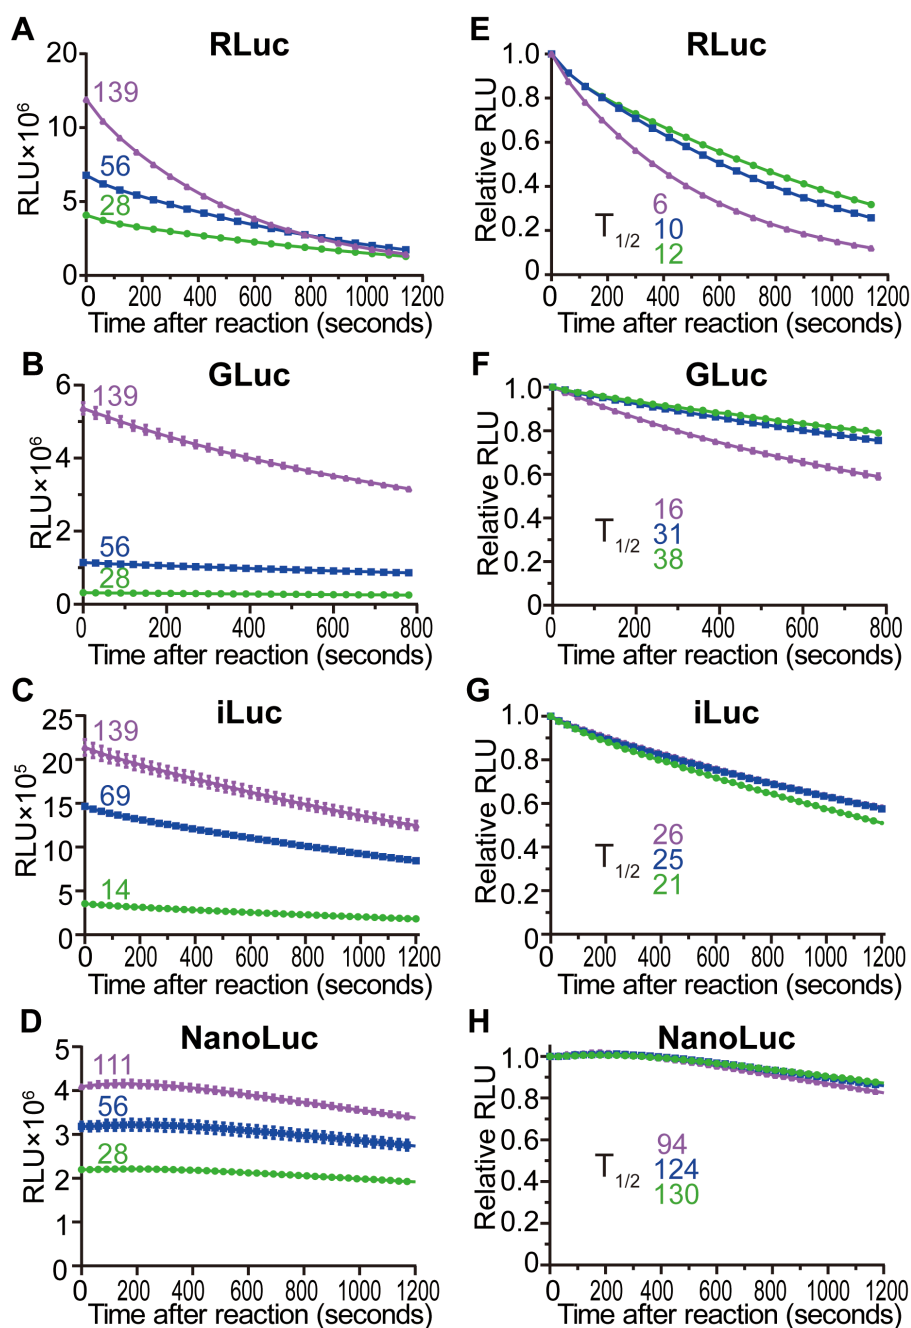 A
RLuc
20
10
5
0
RLU×10⁶
139
56
28
0 200 400 600 800 1000 1200
Time after reaction (seconds)
E
RLuc
1.0
0.8
0.6
0.4
0.2
0
Relative RLU
T1/2
6
10
12
0 200 400 600 800 1000 1200
Time after reaction (seconds)
B
GLuc
6
4
2
0
RLU×10⁶
139
56
28
0 200 400 600 800
Time after reaction (seconds)
F
GLuc
1.0
0.8
0.6
0.4
0.2
0
Relative RLU
T1/2
16
31
38
0 200 400 600 800
Time after reaction (seconds)
C
iLuc
25
20
15
10
5
0
RLU×10⁵
139
69
14
0 200 400 600 800 1000 1200
Time after reaction (seconds)
G
iLuc
1.0
0.8
0.6
0.4
0.2
0
Relative RLU
T1/2
26
25
21
0 200 400 600 800 1000 1200
Time after reaction (seconds)
D
NanoLuc
5
4
3
2
1
0
RLU×10⁶
111
56
28
0 200 400 600 800 1000 1200
Time after reaction (seconds)
H
NanoLuc
1.0
0.8
0.6
0.4
0.2
0
Relative RLU
T1/2
94
124
130
0 200 400 600 800 1000 1200
Time after reaction (seconds)